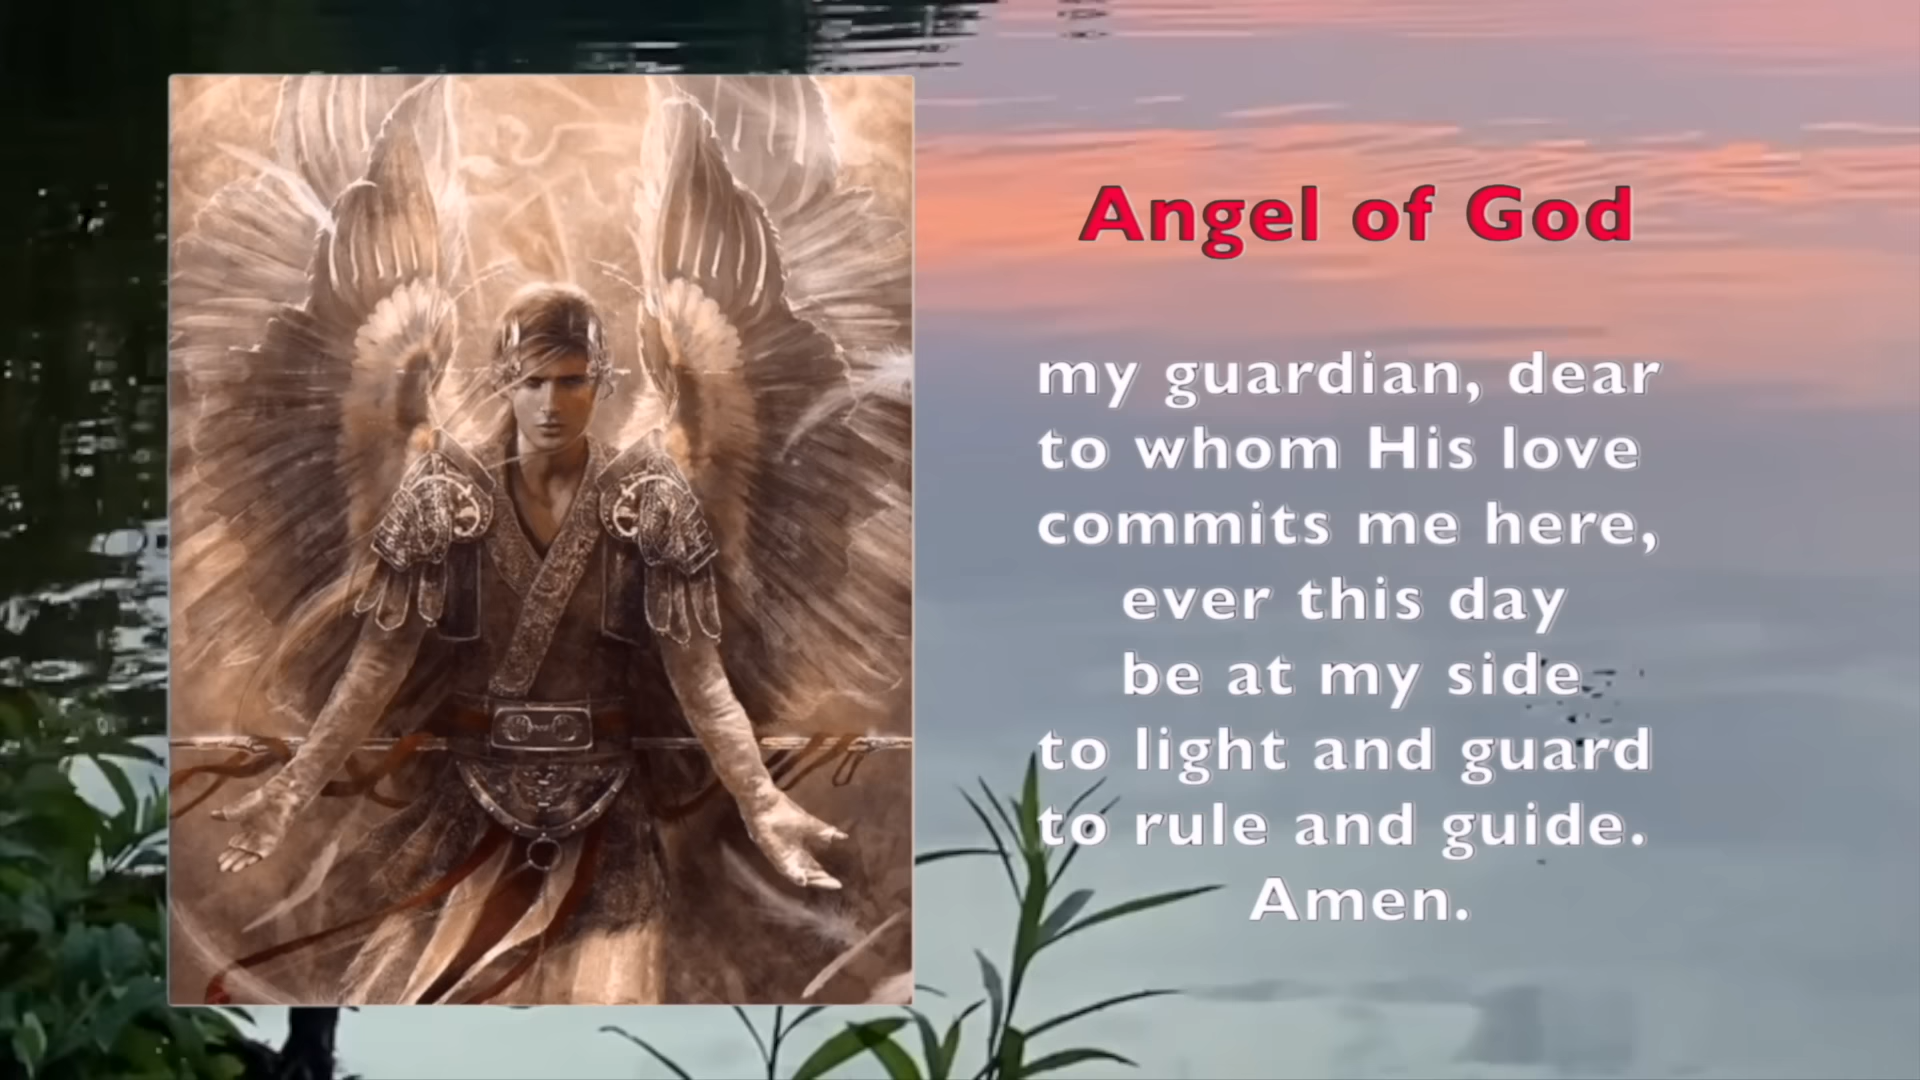 Angel of God
my guardian, dear
to whom His love
commits me here,
ever this day
be at my side
to light and guard
to rule and guide.
Amen.